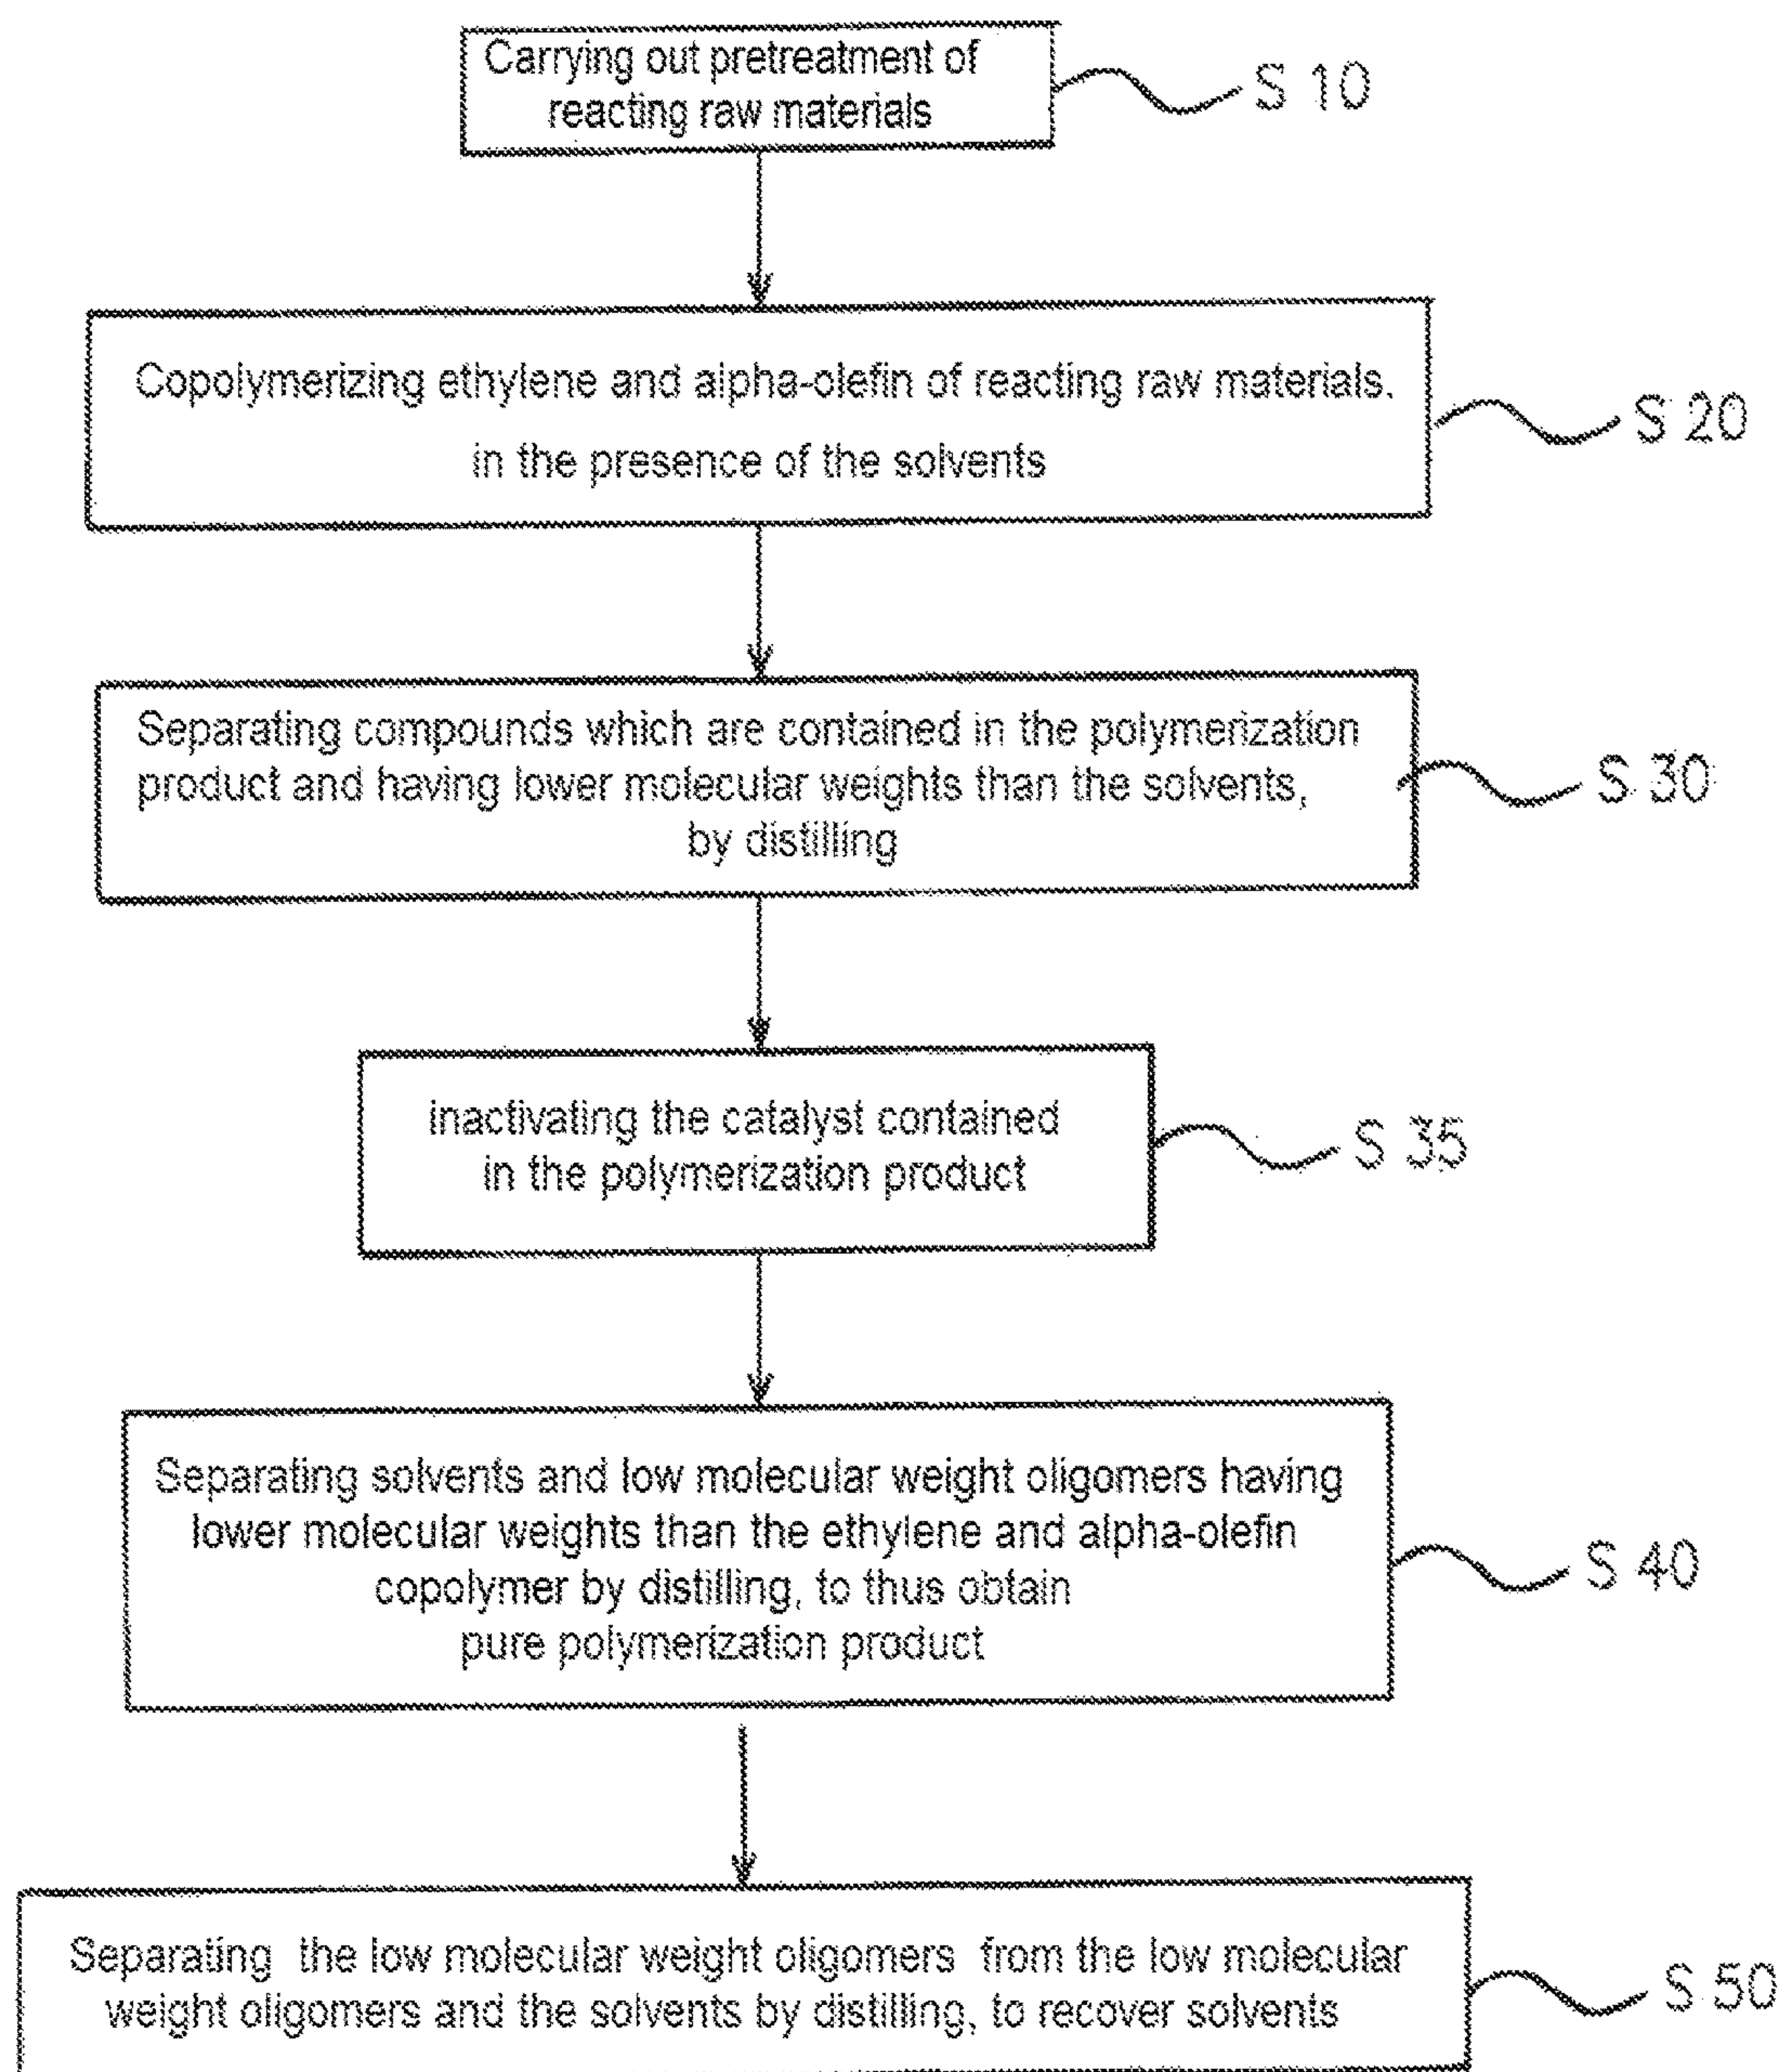 Carrying out pretreatment of
reacting raw materials
S 10
Copolymerizing ethylene and alpha-olefin of reacting raw materials.
in the presence of the solvents
S 20
Separating compounds which are contained in the polymerization
product and having lower molecular weights than the solvents,
by distilling
S 30
inactivating the catalyst contained
in the polymerization product
S 35
Separating solvents and low molecular weight oligomers having
lower molecular weights than the ethylene and alpha-olefin
copolymer by distilling, to thus obtain
pure polymerization product
S 40
Separating the low molecular weight oligomers from the low molecular
weight oligomers and the solvents by distilling, to recover solvents
S 50